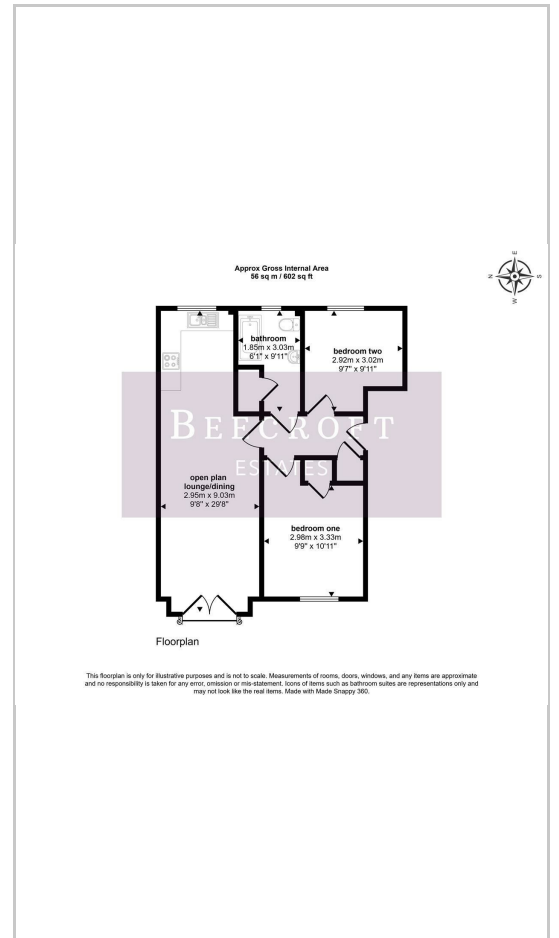 Approx Gross Internal Area
56 sq m / 602 sq ft
E
N
S
W
bathroom
1.85m x 3.03m
6'1" x 9'11"
bedroom two
2.92m x 3.02m
9'7" x 9'11"
BEECROFT
ESTATES
open plan
lounge/dining
2.95m x 9.03m
9'8" x 29'8"
bedroom one
2.98m x 3.33m
9'9" x 10'11"
Floorplan
This floorplan is only for illustrative purposes and is not to scale. Measurements of rooms, doors, windows, and any items are approximate
and no responsibility is taken for any error, omission or mis-statement. Icons of items such as bathroom suites are representations only and
may not look like the real items. Made with Made Snappy 360.